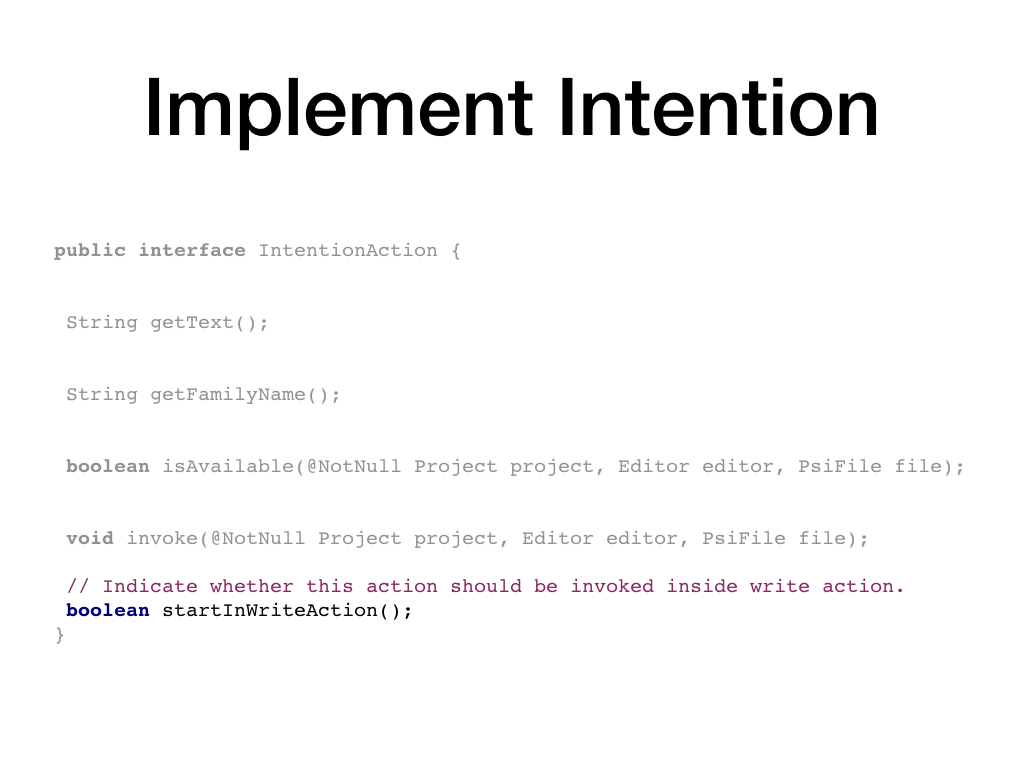 Implement Intention
public interface IntentionAction {
String getText();
String getFamilyName();
boolean isAvailable(@NotNull Project project, Editor editor, PsiFile file);
void invoke(@NotNull Project project, Editor editor, PsiFile file);
// Indicate whether this action should be invoked inside write action.
boolean startInWriteAction();
}